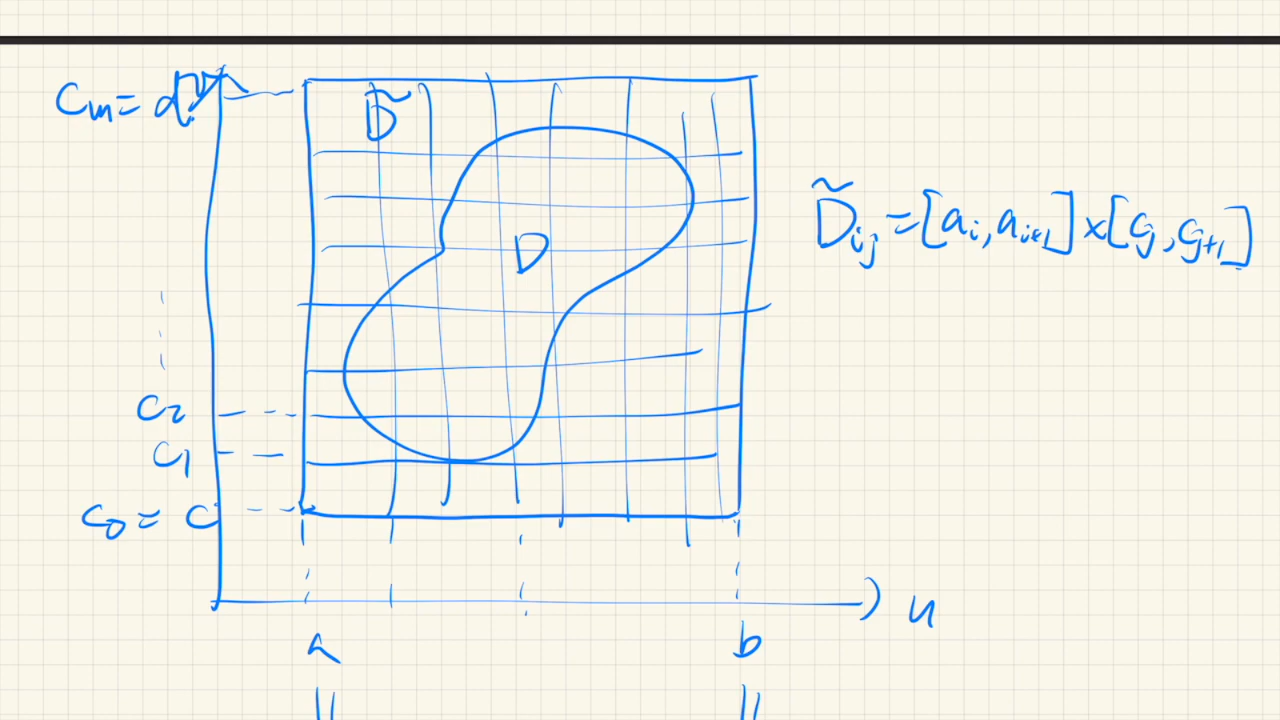 C_m = d
D̃
D
D̃_ij = [a_i, a_i+1] × [c_j, c_j+1]
C_2
C_1
C_0 = C
u
a
b
||
||